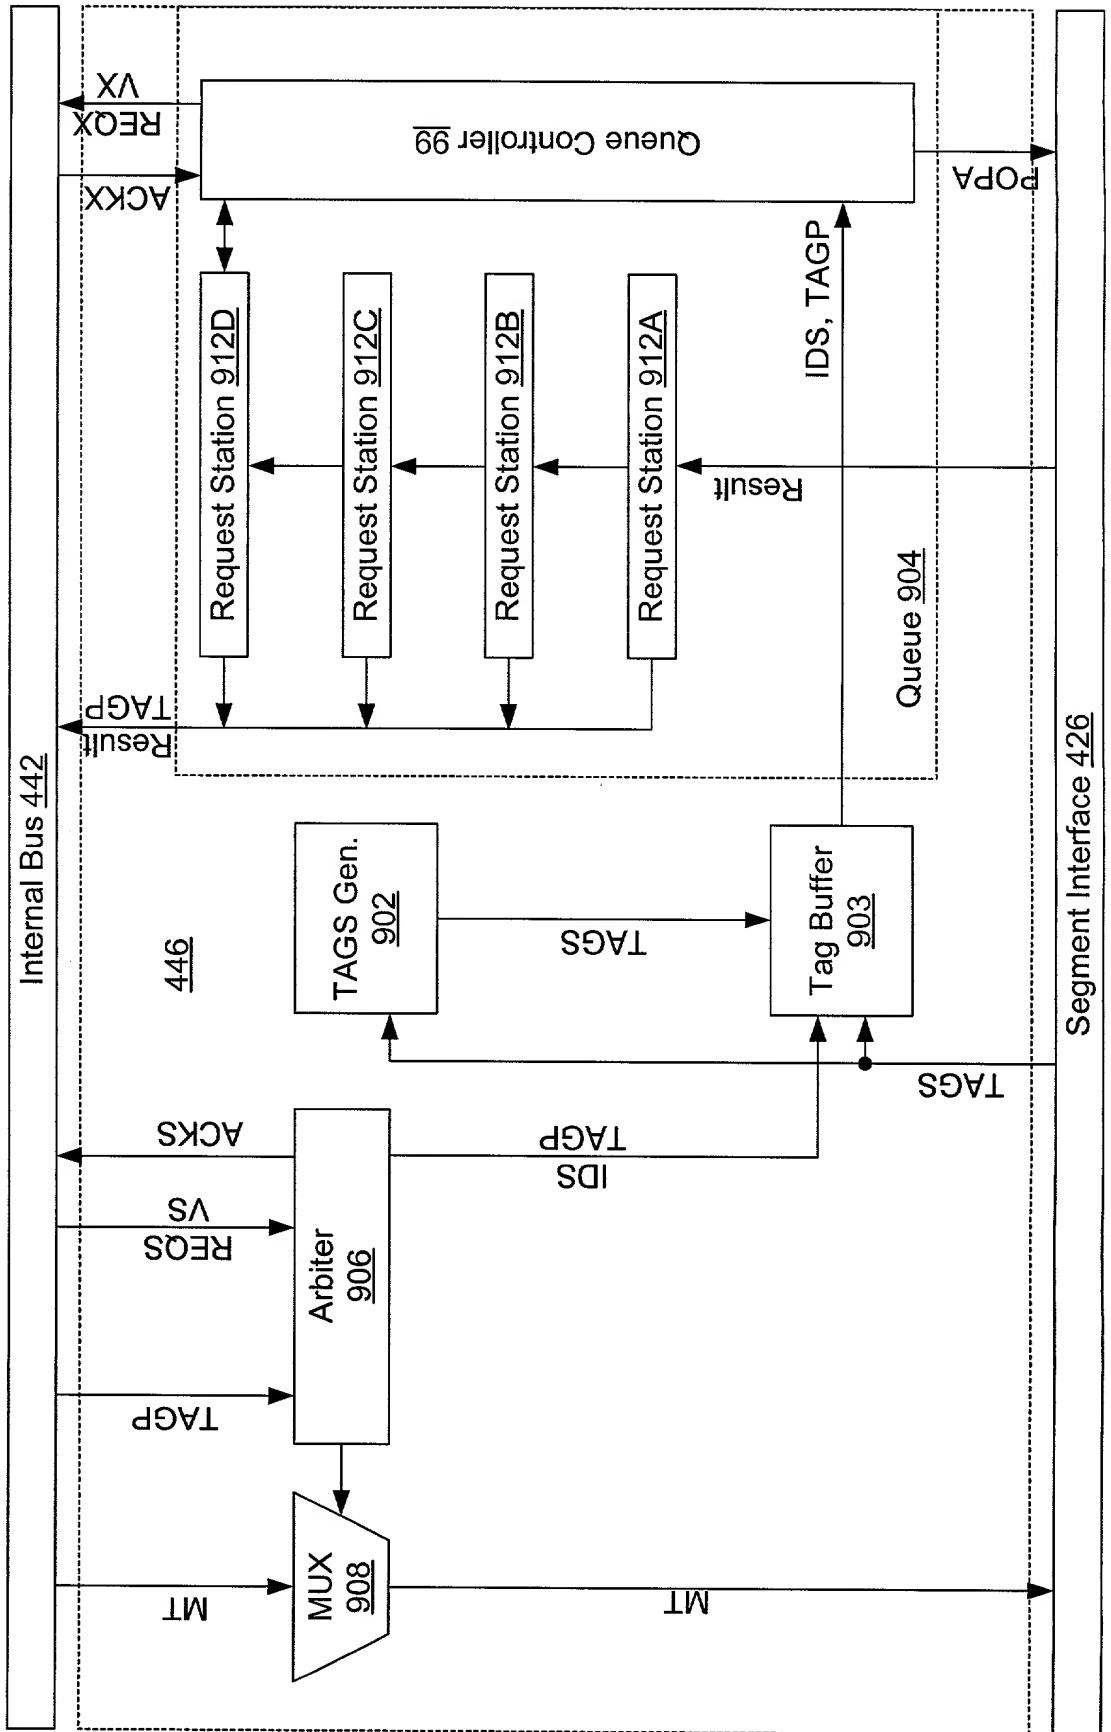 Internal Bus 442
446
MT
TAGP
REQS
VS
ACKS
Result
TAGP
ACKX
REQX
VX
MUX
908
Arbiter
906
IDS
TAGP
TAGS Gen.
902
TAGS
Tag Buffer
903
TAGS
Request Station 912D
Request Station 912C
Request Station 912B
Request Station 912A
Queue Controller 99
Result
IDS, TAGP
Queue 904
POPA
MT
Segment Interface 426